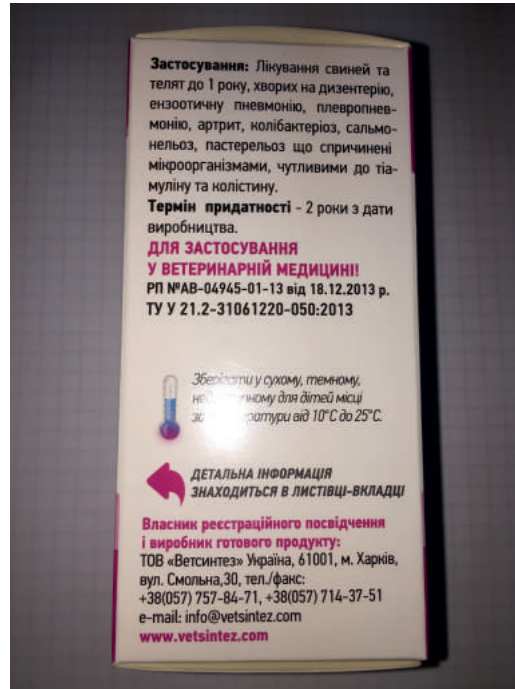 Застосування: Лікування свиней та
телят до 1 року, хворих на дизентерію,
ензоотичну пневмонію, плевропнев-
монію, артрит, колібактеріоз, сальмо-
нельоз, пастерельоз що спричинені
мікроорганізмами, чутливими до тіа-
муліну та колістину.
Термін придатності - 2 роки з дати
виробництва.
ДЛЯ ЗАСТОСУВАННЯ
У ВЕТЕРИНАРНІЙ МЕДИЦИНІ!
РП №АВ-04945-01-13 від 18.12.2013 р.
ТУ У 21.2-31061220-050:2013
Зберігати у сухому, темному,
для дітей місці
від 10°С до 25°С.
ДЕТАЛЬНА ІНФОРМАЦІЯ
ЗНАХОДИТЬСЯ В ЛИСТІВЦІ-ВКЛАДЦІ
Власник реєстраційного посвідчення
і виробник готового продукту:
ТОВ «Ветсинтез» Україна, 61001, м. Харків,
вул. Смольна,30, тел./факс:
+38(057) 757-84-71, +38(057) 714-37-51
e-mail: info@vetsintez.com
www.vetsintez.com